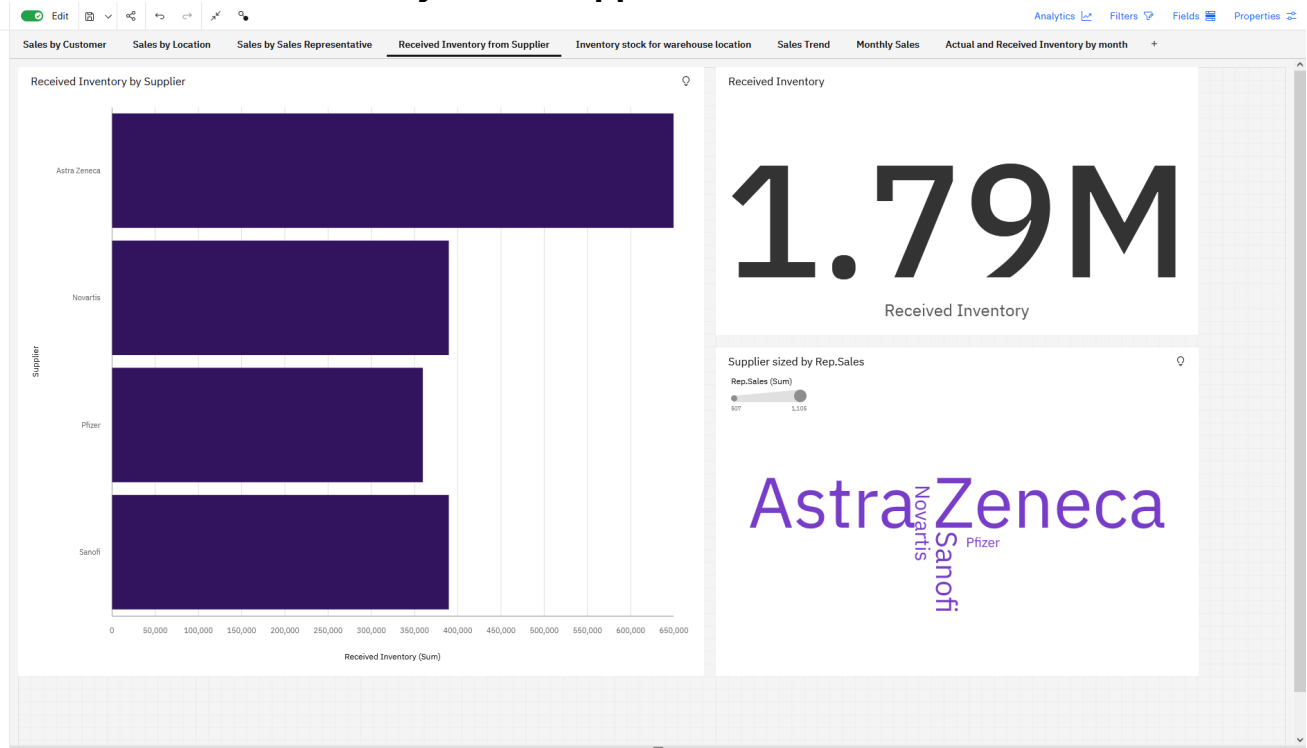 Edit
Analytics
Filters
Fields
Properties
Sales by Customer
Sales by Location
Sales by Sales Representative
Received Inventory from Supplier
Inventory stock for warehouse location
Sales Trend
Monthly Sales
Actual and Received Inventory by month
+
Received Inventory by Supplier
Supplier
Astra Zeneca
Novartis
Pfizer
Sanofi
0 50,000 100,000 150,000 200,000 250,000 300,000 350,000 400,000 450,000 500,000 550,000 600,000 650,000
Received Inventory (Sum)
Received Inventory
1.79M
Received Inventory
Supplier sized by Rep.Sales
Rep.Sales (Sum)
507 1,105
Astra Zeneca
Novartis
Sanofi
Pfizer